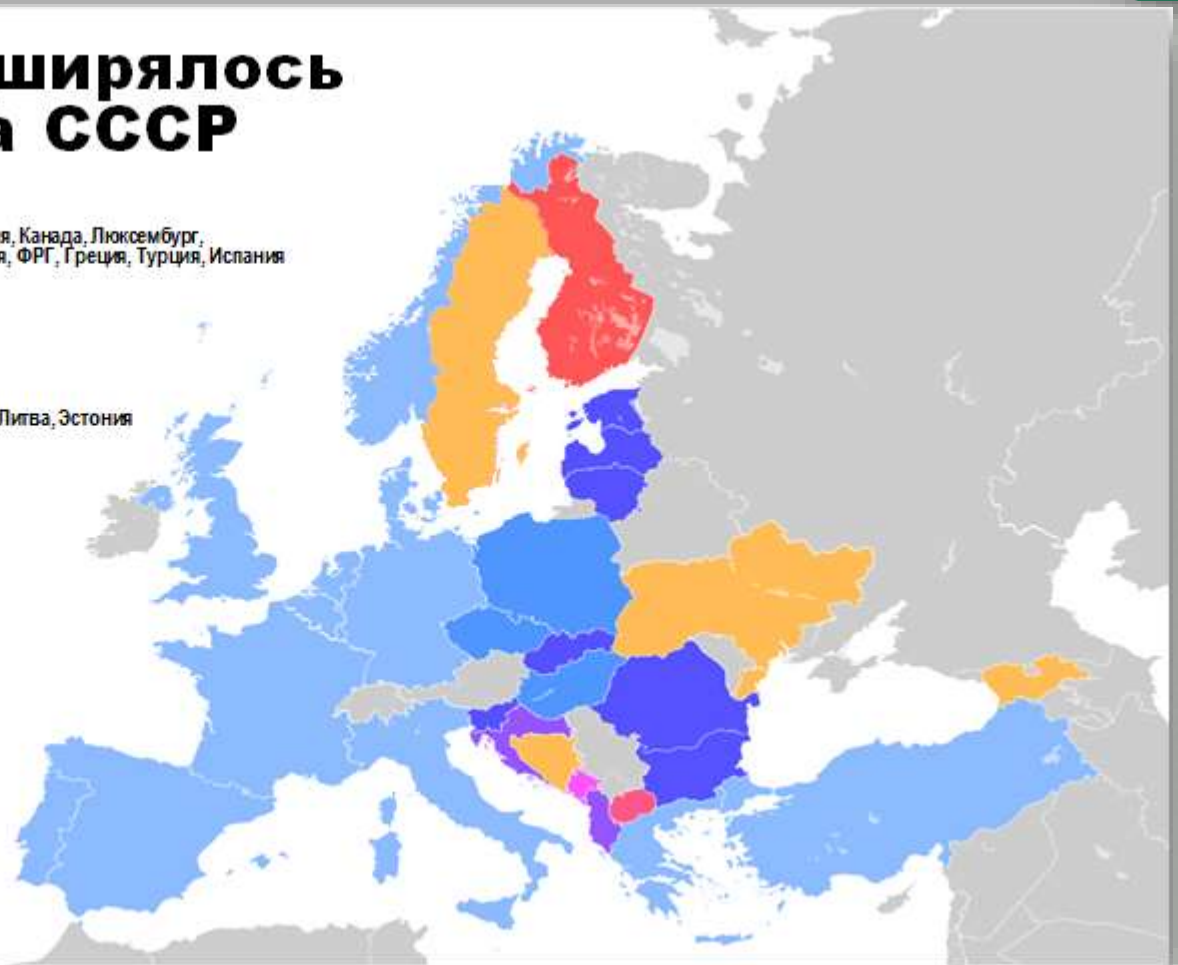 ширялось
а СССР
я, Канада, Люксембург,
я, ФРГ, Греция, Турция, Испания
Литва, Эстония